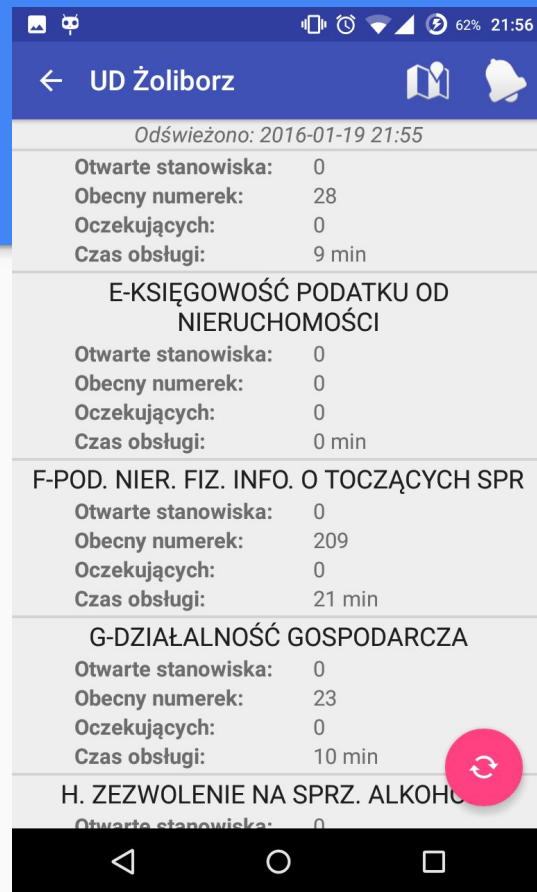 62% 21:56
UD Żoliborz
Odświeżono: 2016-01-19 21:55
Otwarte stanowiska: 0
Obecny numerek: 28
Oczekujących: 0
Czas obsługi: 9 min
E-KSIĘGOWOŚĆ PODATKU OD
NIERUCHOMOŚCI
Otwarte stanowiska: 0
Obecny numerek: 0
Oczekujących: 0
Czas obsługi: 0 min
F-POD. NIER. FIZ. INFO. O TOCZĄCYCH SPR
Otwarte stanowiska: 0
Obecny numerek: 209
Oczekujących: 0
Czas obsługi: 21 min
G-DZIAŁALNOŚĆ GOSPODARCZA
Otwarte stanowiska: 0
Obecny numerek: 23
Oczekujących: 0
Czas obsługi: 10 min
H. ZEZWOLENIE NA SPRZ. ALKOHO
Otwarte stanowiska: 0